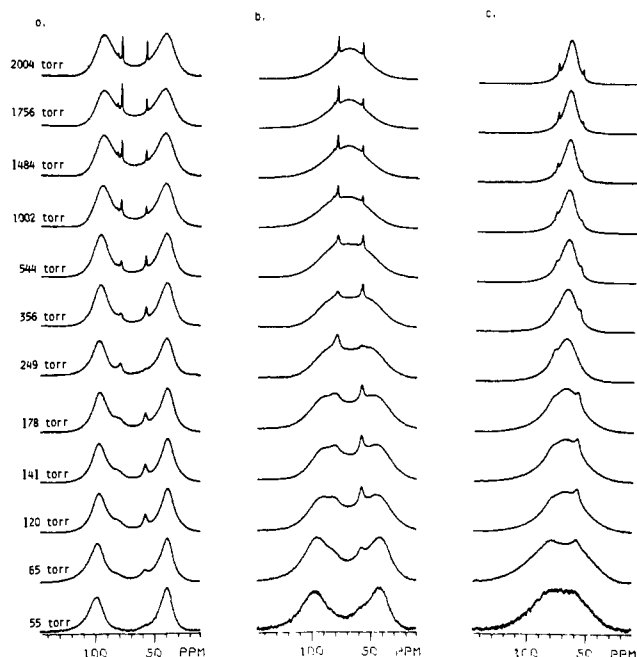 a.
b.
c.
2004 torr
1756 torr
1484 torr
1002 torr
544 torr
356 torr
249 torr
178 torr
141 torr
120 torr
65 torr
55 torr
100 50 PPM
100 50 PPM
100 50 PPM